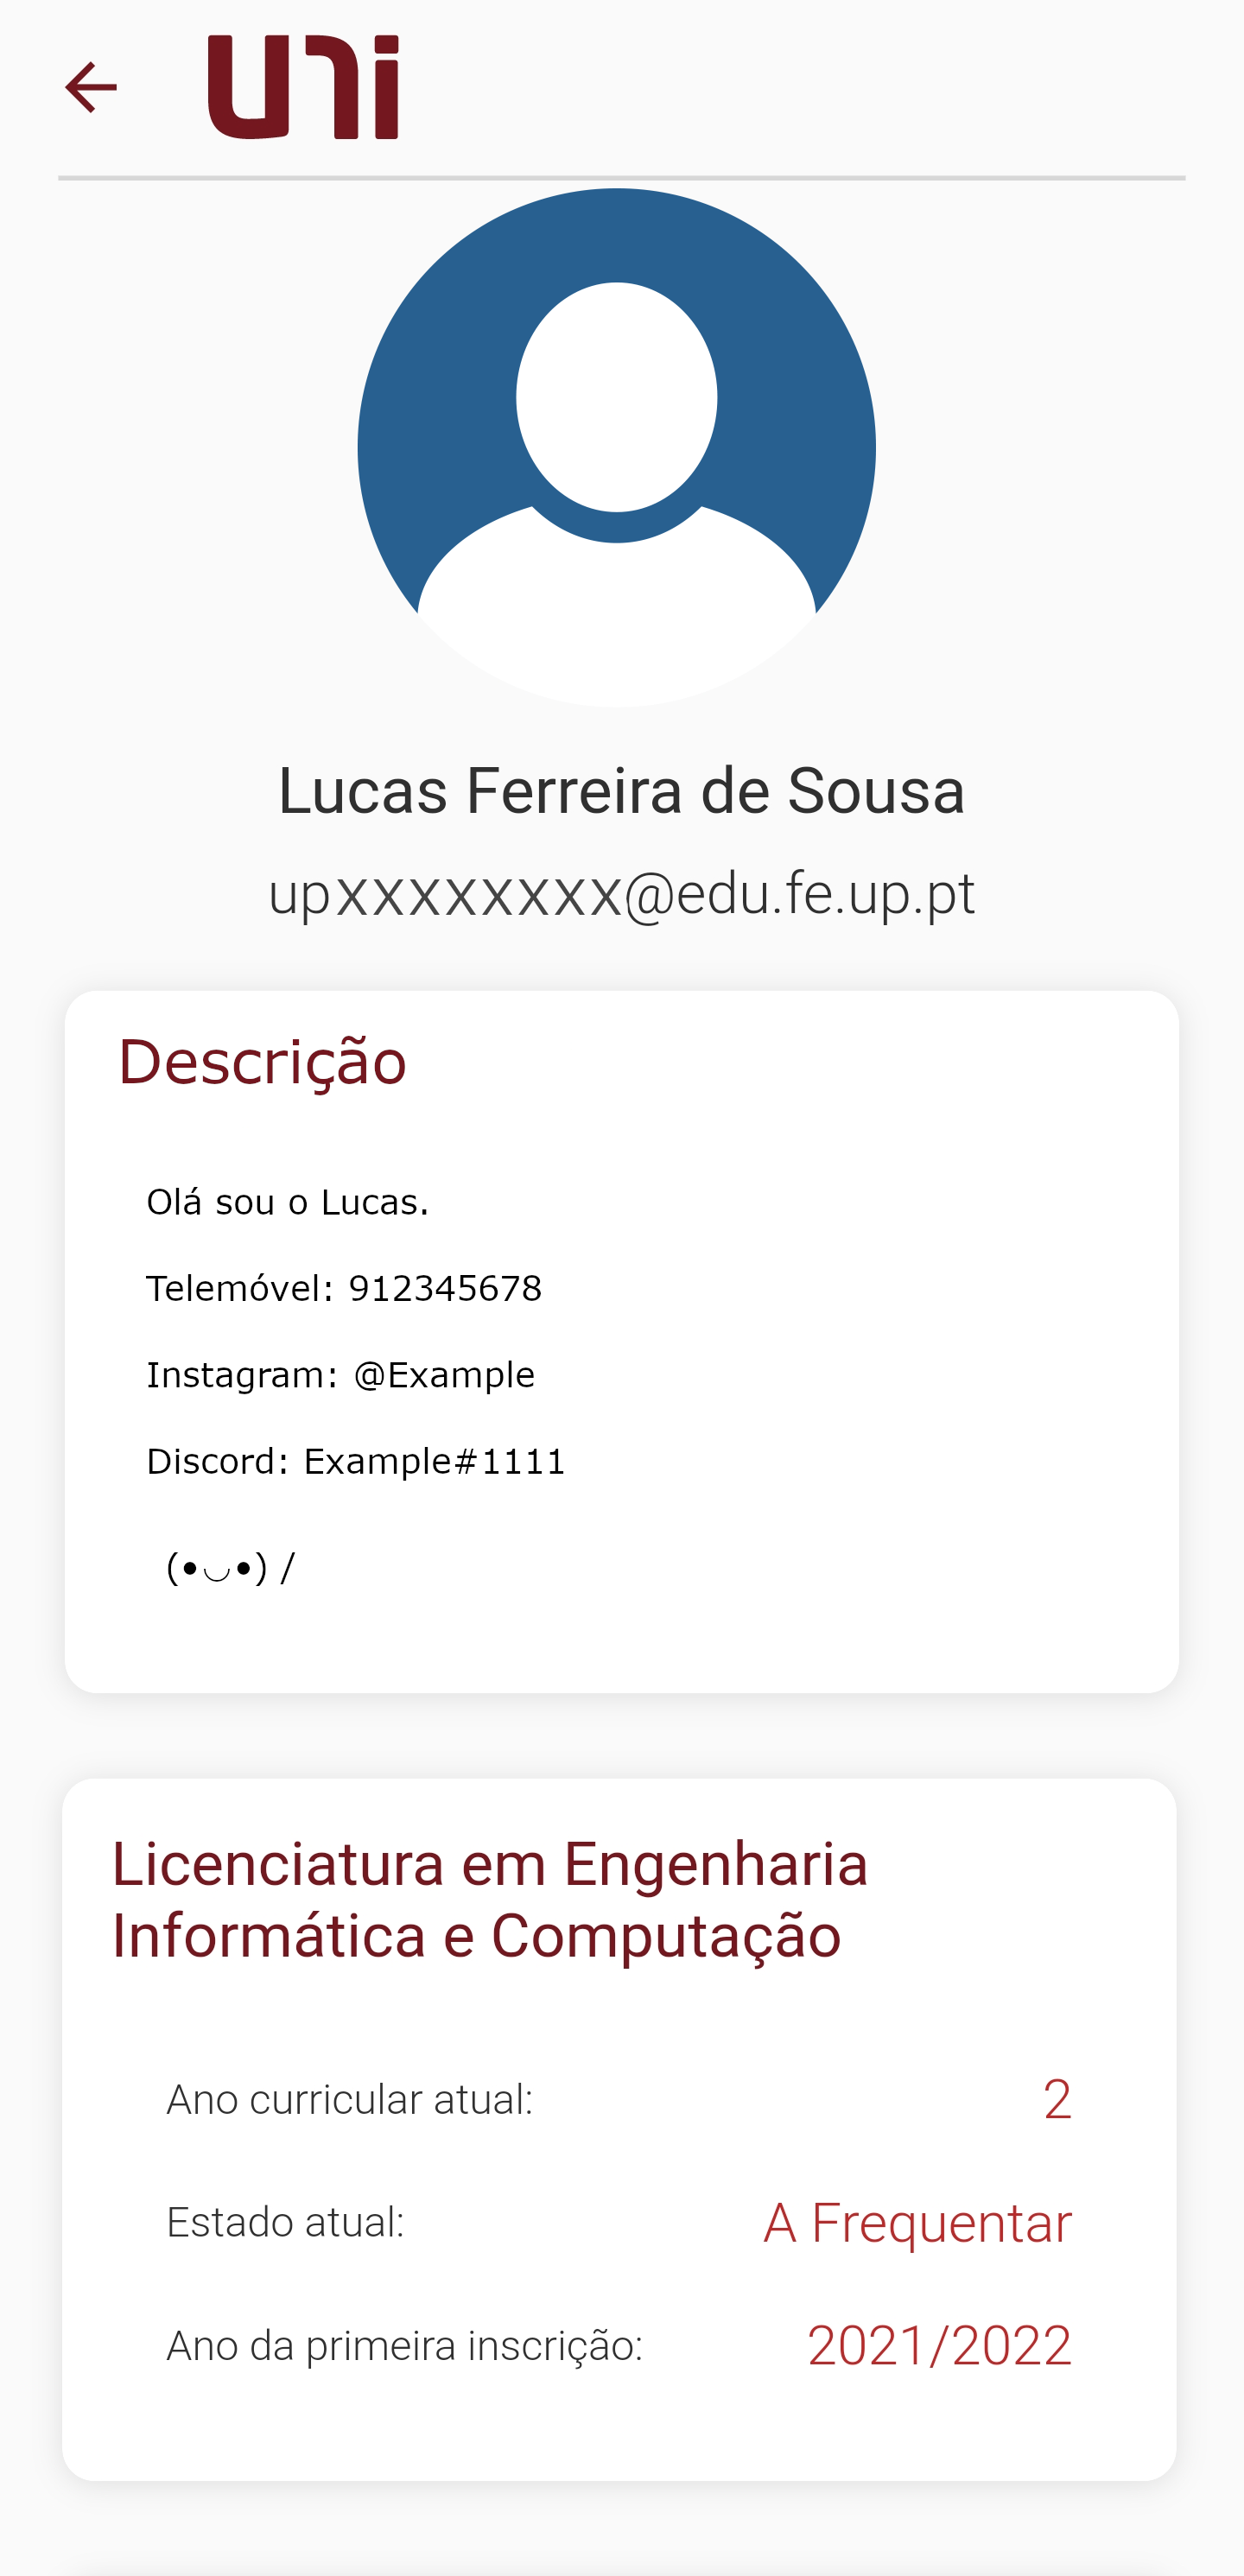 uni
Lucas Ferreira de Sousa
upxxxxxxxx@edu.fe.up.pt
Descrição
Olá sou o Lucas.
Telemóvel: 912345678
Instagram: @Example
Discord: Example#1111
(•◡•) /
Licenciatura em Engenharia
Informática e Computação
Ano curricular atual: 2
Estado atual: A Frequentar
Ano da primeira inscrição: 2021/2022